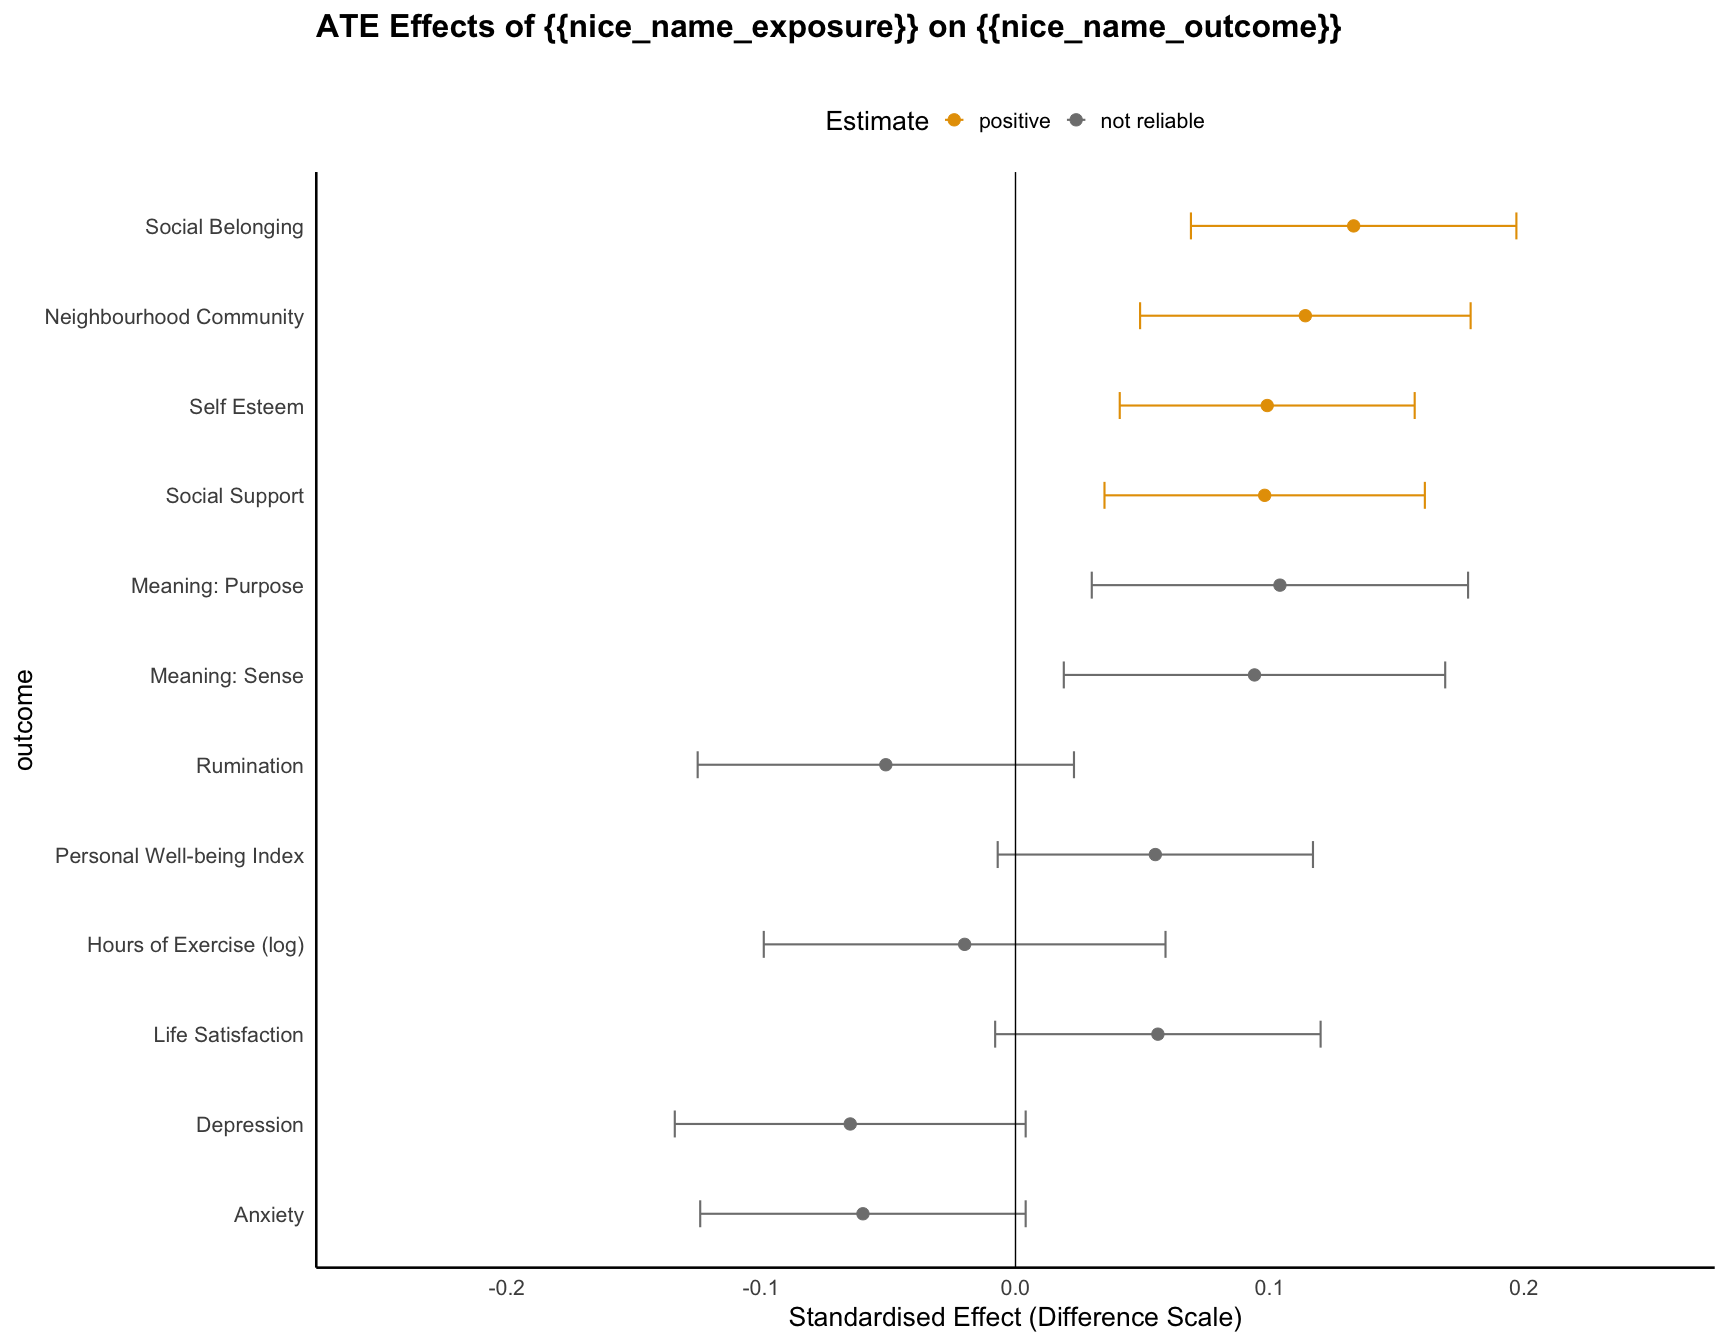 ATE Effects of {{nice_name_exposure}} on {{nice_name_outcome}}
Estimate positive not reliable
Social Belonging
Neighbourhood Community
Self Esteem
Social Support
Meaning: Purpose
Meaning: Sense
Rumination
Personal Well-being Index
Hours of Exercise (log)
Life Satisfaction
Depression
Anxiety
outcome
-0.2 -0.1 0.0 0.1 0.2
Standardised Effect (Difference Scale)